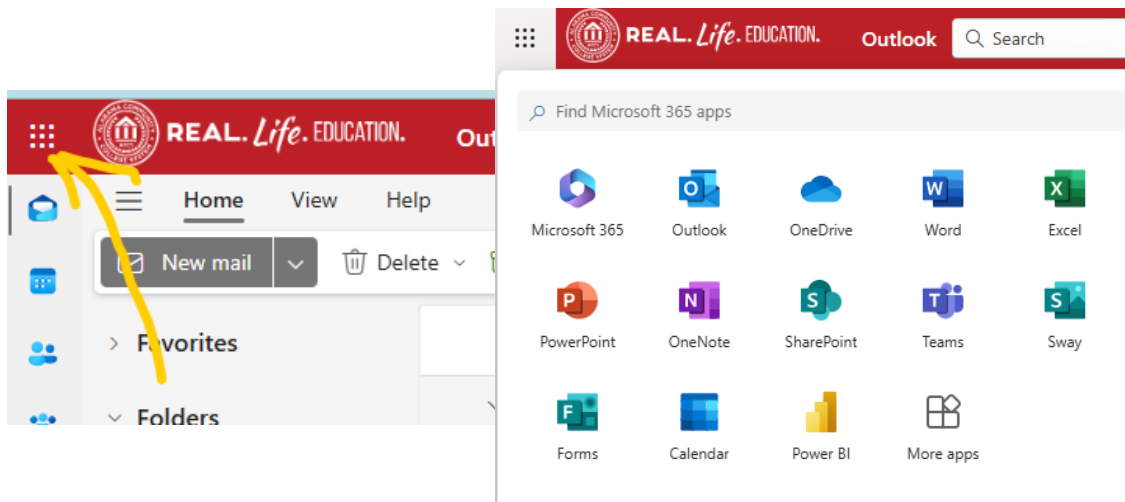 REAL. Life. EDUCATION.
Out
Home View Help
New mail Delete
Favorites
Folders
REAL. Life. EDUCATION. Outlook Search
Find Microsoft 365 apps
Microsoft 365 Outlook OneDrive Word Excel
PowerPoint OneNote SharePoint Teams Sway
Forms Calendar Power BI More apps